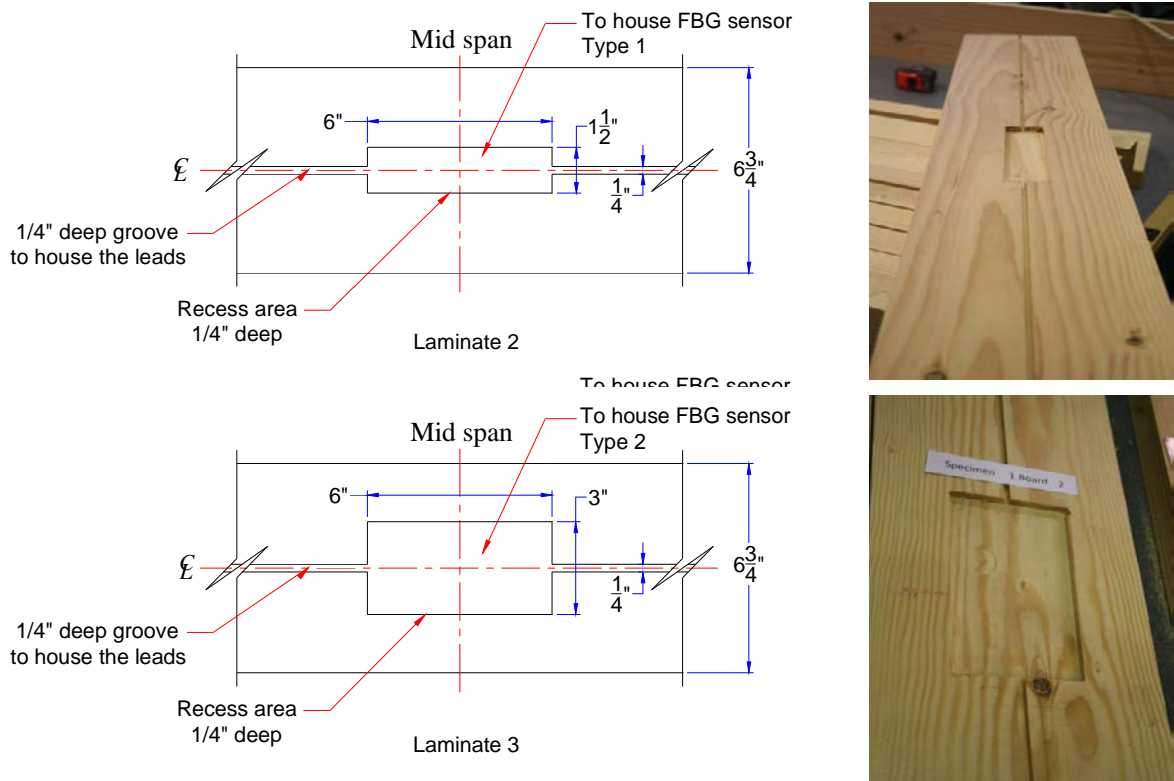 To house FBG sensor
Type 1
Mid span
6"
1 1/2"
6 3/4"
1/4"
℄
1/4" deep groove
to house the leads
Recess area
1/4" deep
Laminate 2
To house FBG sensor
To house FBG sensor
Type 2
Mid span
6"
3"
6 3/4"
1/4"
℄
1/4" deep groove
to house the leads
Recess area
1/4" deep
Laminate 3
Specimen 1 Board 2